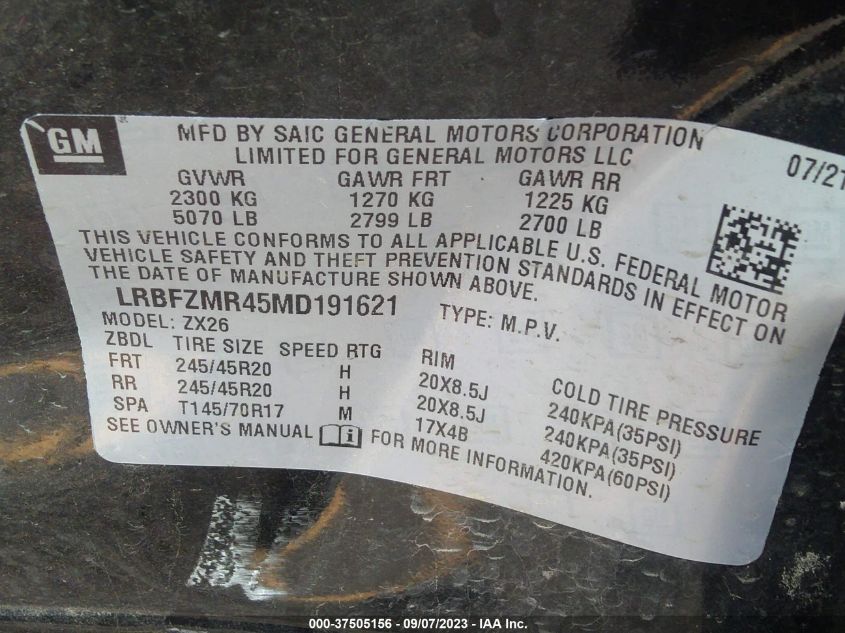 GM
MFD BY SAIC GENERAL MOTORS CORPORATION
LIMITED FOR GENERAL MOTORS LLC
07/21
GVWR GAWR FRT GAWR RR
2300 KG 1270 KG 1225 KG
5070 LB 2799 LB 2700 LB
THIS VEHICLE CONFORMS TO ALL APPLICABLE U.S. FEDERAL MOTOR
VEHICLE SAFETY AND THEFT PREVENTION STANDARDS IN EFFECT ON
THE DATE OF MANUFACTURE SHOWN ABOVE.
LRBFZMR45MD191621 TYPE: M.P.V.
MODEL: ZX26
ZBDL TIRE SIZE SPEED RTG RIM COLD TIRE PRESSURE
FRT 245/45R20 H 20X8.5J 240KPA(35PSI)
RR 245/45R20 H 20X8.5J 240KPA(35PSI)
SPA T145/70R17 M 17X4B 420KPA(60PSI)
SEE OWNER'S MANUAL FOR MORE INFORMATION.
000-37505156 - 09/07/2023 - IAA Inc.